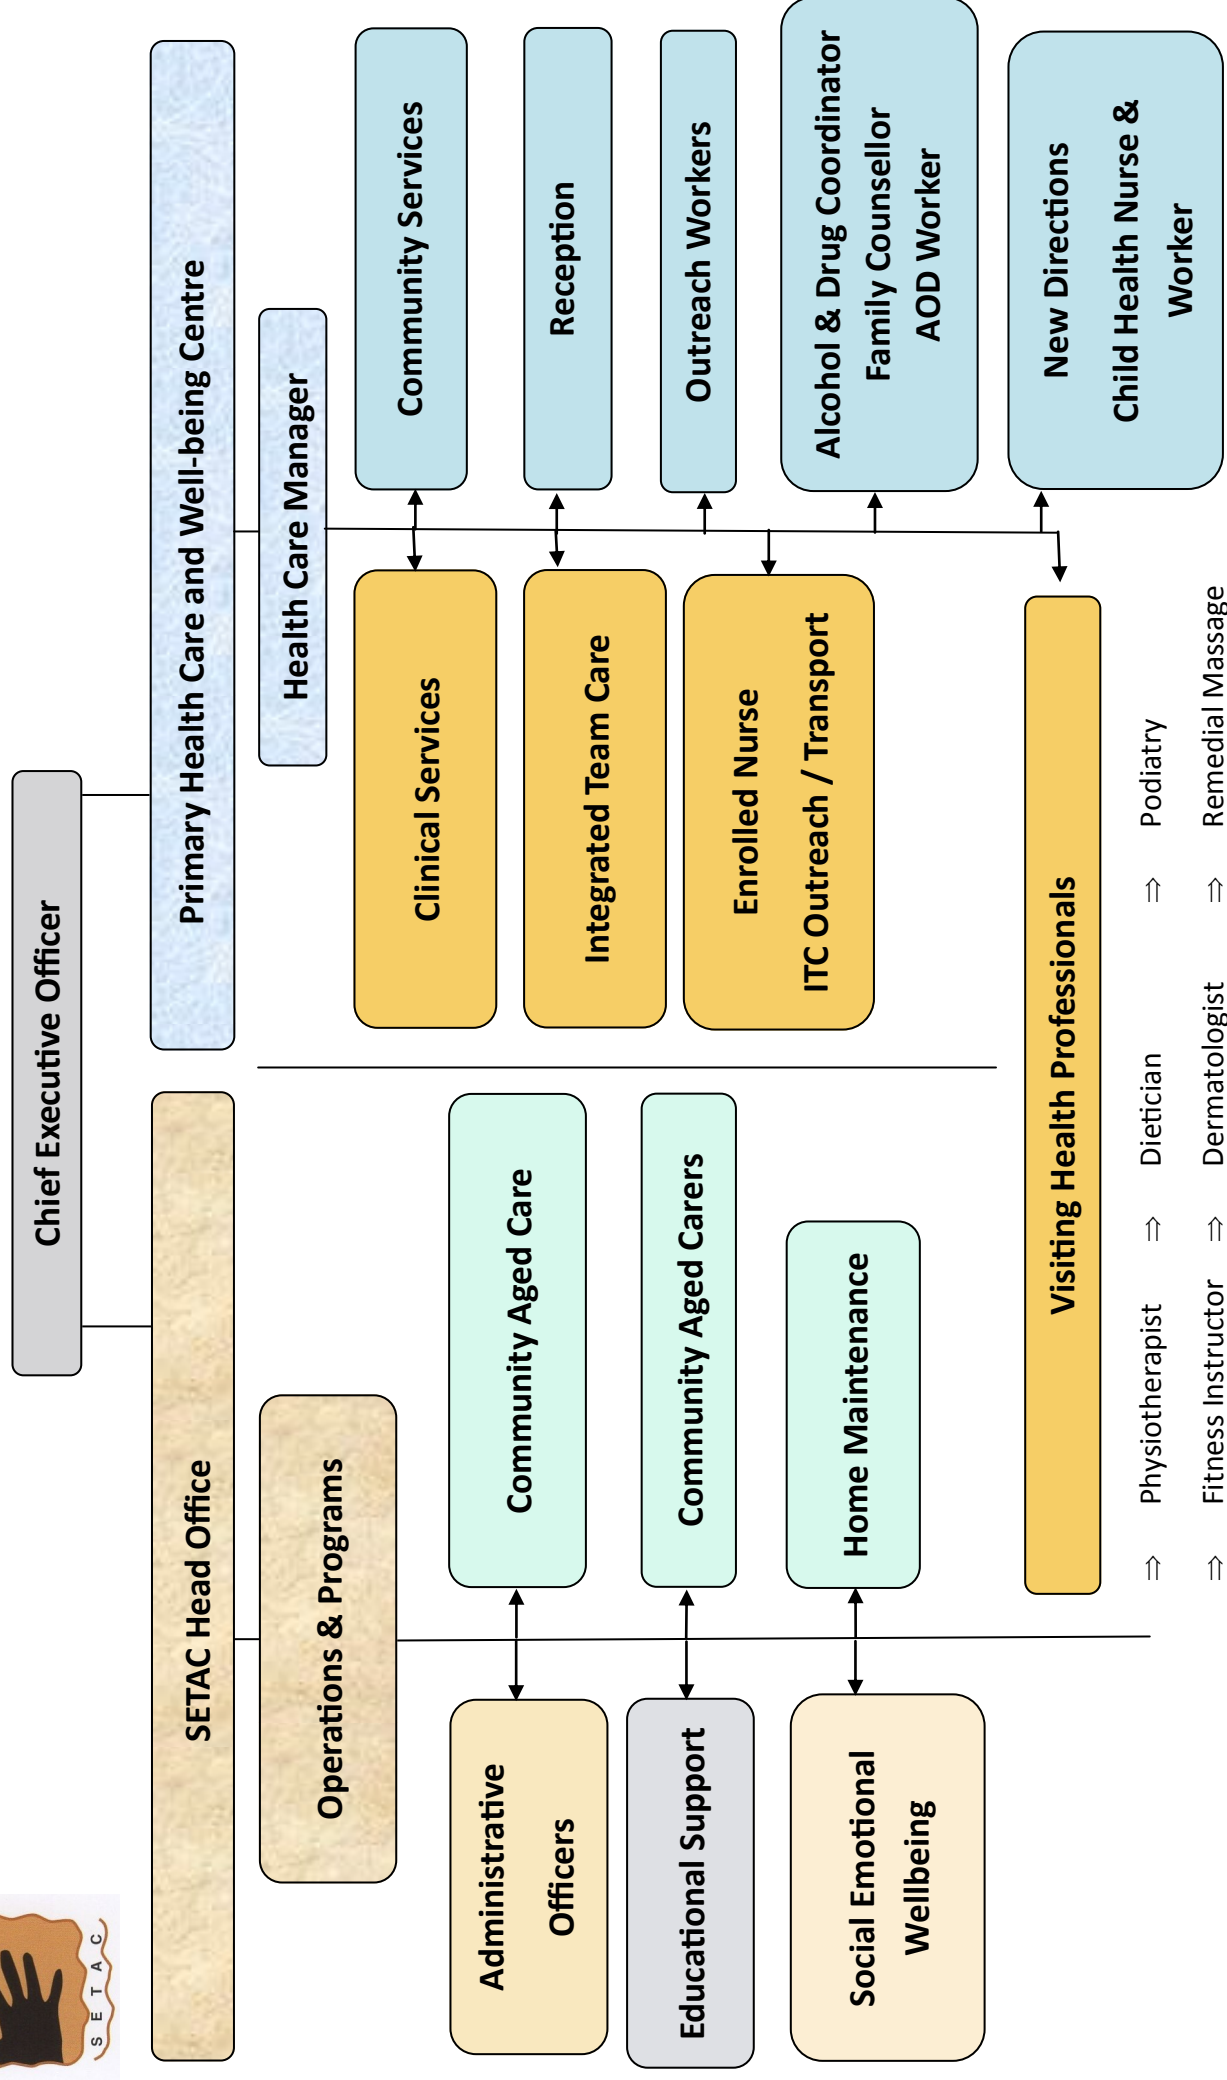 SETAC
Chief Executive Officer
SETAC Head Office
Primary Health Care and Well-being Centre
Operations & Programs
Health Care Manager
Administrative
Officers
Community Aged Care
Educational Support
Community Aged Carers
Social Emotional
Wellbeing
Home Maintenance
Clinical Services
Community Services
Integrated Team Care
Reception
Enrolled Nurse
ITC Outreach / Transport
Outreach Workers
Alcohol & Drug Coordinator
Family Counsellor
AOD Worker
New Directions
Child Health Nurse &
Worker
Visiting Health Professionals
⇒ Physiotherapist ⇒ Dietician ⇒ Podiatry
⇒ Fitness Instructor ⇒ Dermatologist ⇒ Remedial Massage